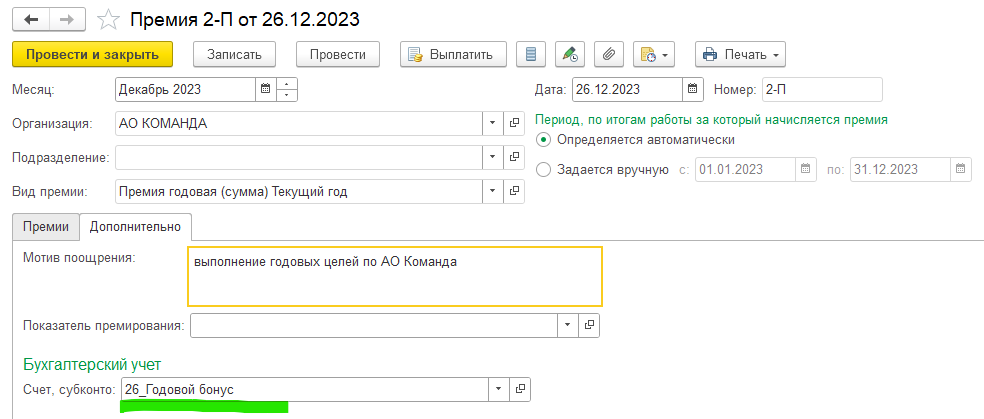 Премия 2-П от 26.12.2023
Провести и закрыть Записать Провести Выплатить Печать
Месяц: Декабрь 2023 Дата: 26.12.2023 Номер: 2-П
Организация: АО КОМАНДА Период, по итогам работы за который начисляется премия
Определяется автоматически
Подразделение:
Задается вручную с: 01.01.2023 по: 31.12.2023
Вид премии: Премия годовая (сумма) Текущий год
Премии Дополнительно
Мотив поощрения: выполнение годовых целей по АО Команда
Показатель премирования:
Бухгалтерский учет
Счет, субконто: 26_Годовой бонус